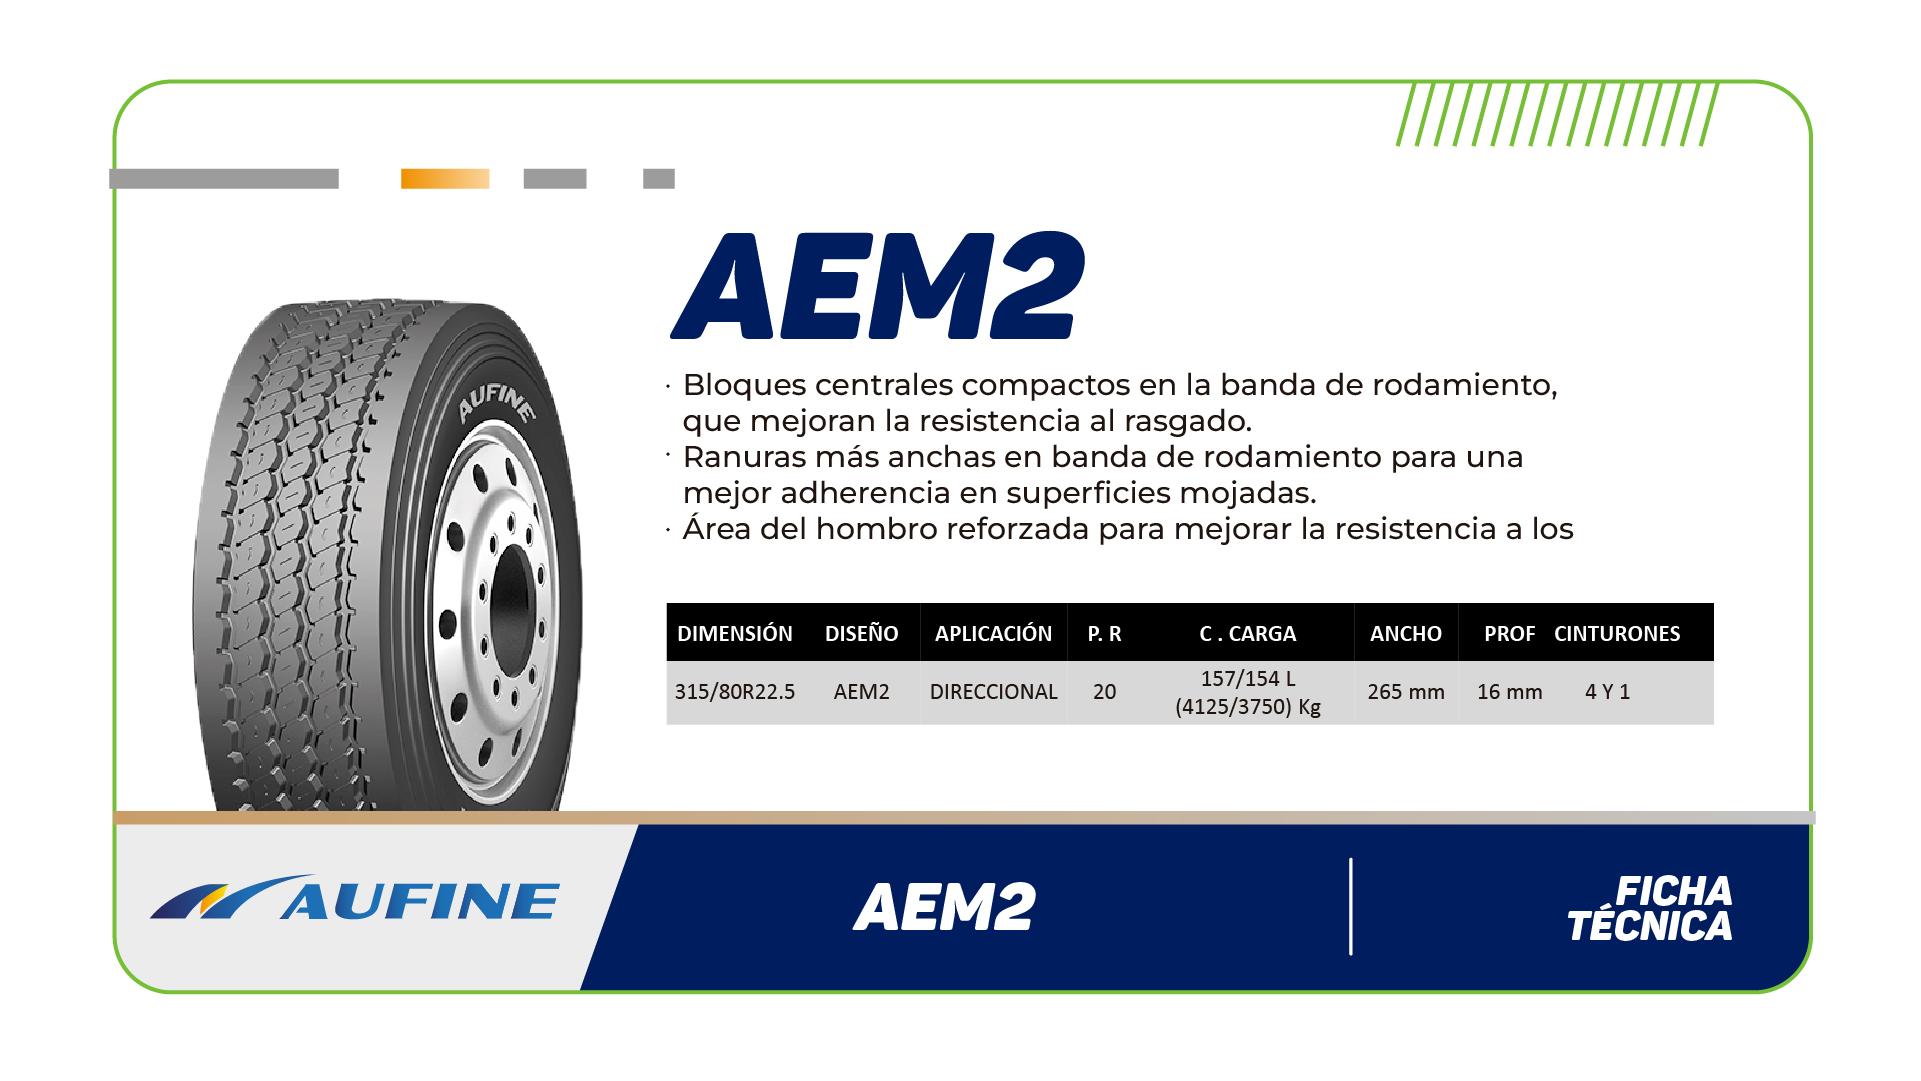 AEM2
· Bloques centrales compactos en la banda de rodamiento,
que mejoran la resistencia al rasgado.
· Ranuras más anchas en banda de rodamiento para una
mejor adherencia en superficies mojadas.
· Área del hombro reforzada para mejorar la resistencia a los
AUFINE
DIMENSIÓN DISEÑO APLICACIÓN P. R C . CARGA ANCHO PROF CINTURONES
315/80R22.5 AEM2 DIRECCIONAL 20 157/154 L (4125/3750) Kg 265 mm 16 mm 4 Y 1
AUFINE
AEM2
FICHA
TÉCNICA